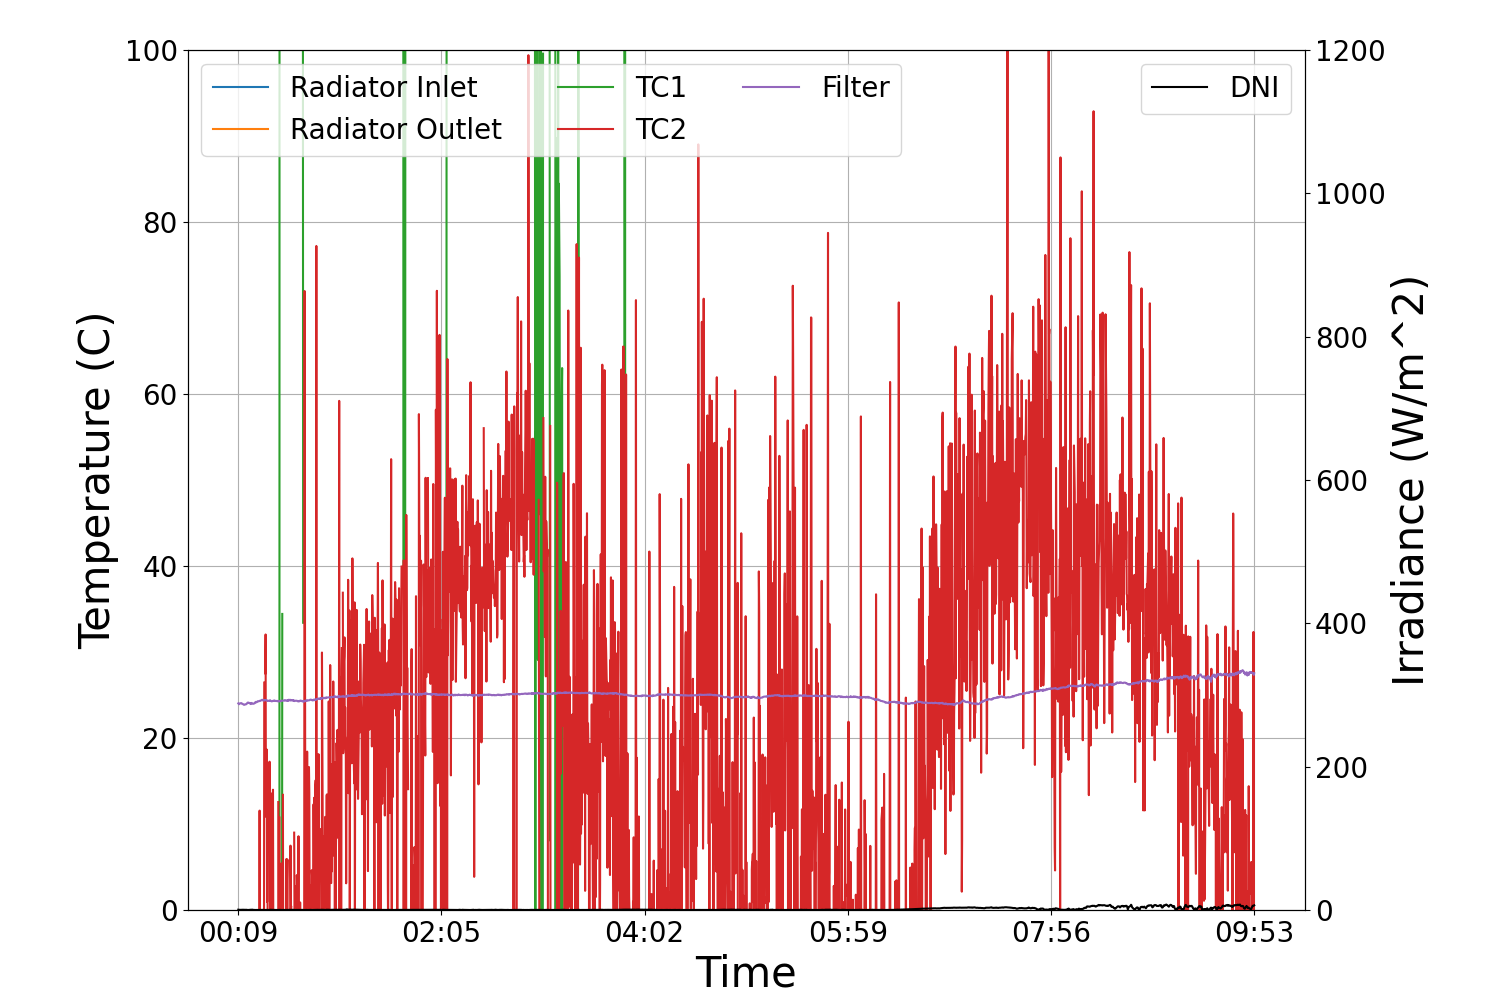 Radiator Inlet
Radiator Outlet
TC1
TC2
Filter
DNI
100
80
60
40
20
0
Temperature (C)
1200
1000
800
600
400
200
0
Irradiance (W/m^2)
00:09 02:05 04:02 05:59 07:56 09:53
Time